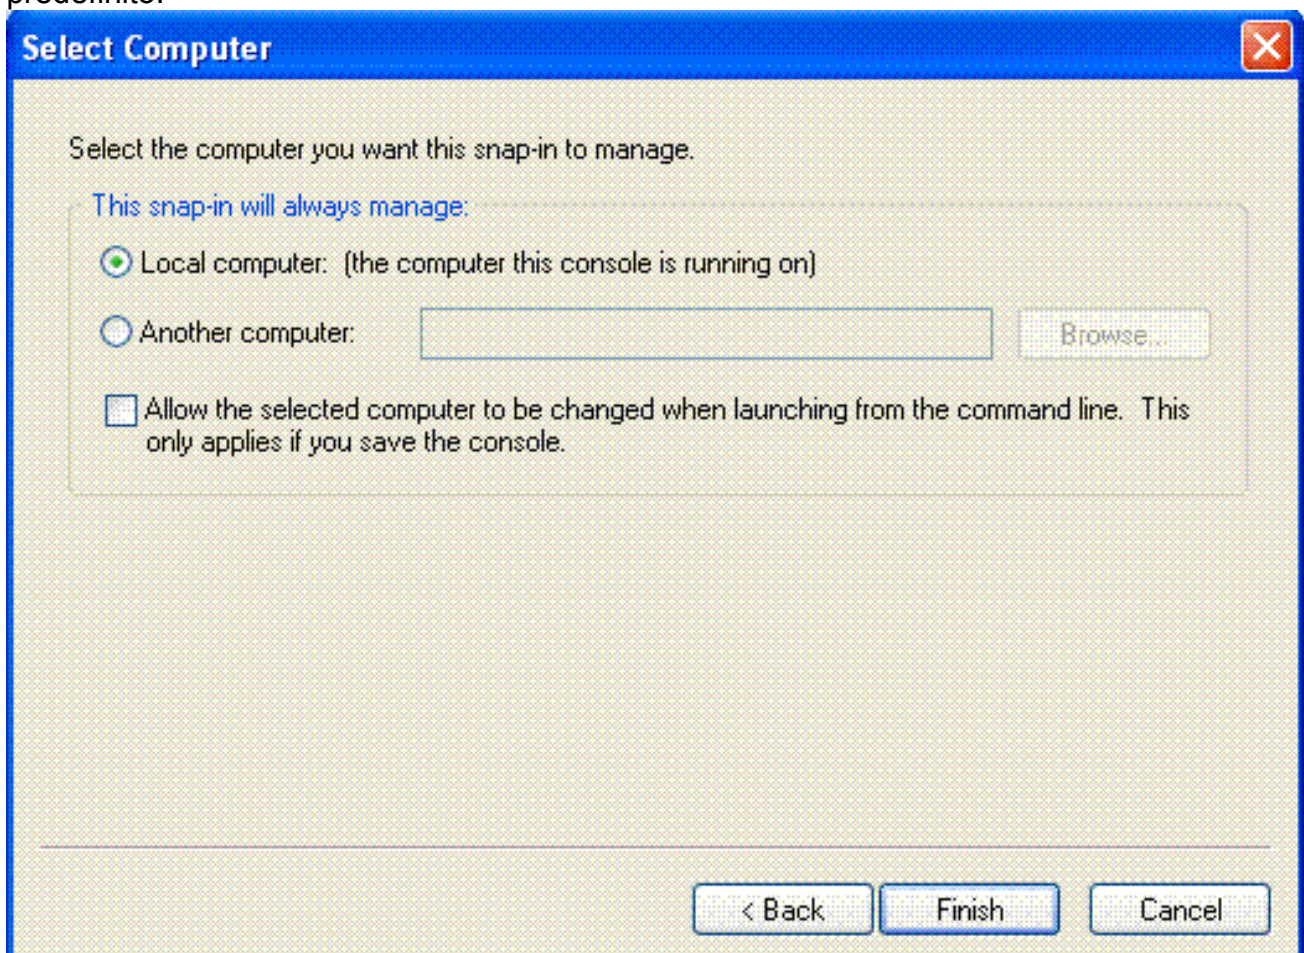 predefinito.
Select Computer
Select the computer you want this snap-in to manage.
This snap-in will always manage:
Local computer:  (the computer this console is running on)
Another computer:
Browse...
Allow the selected computer to be changed when launching from the command line.  This
only applies if you save the console.
< Back
Finish
Cancel